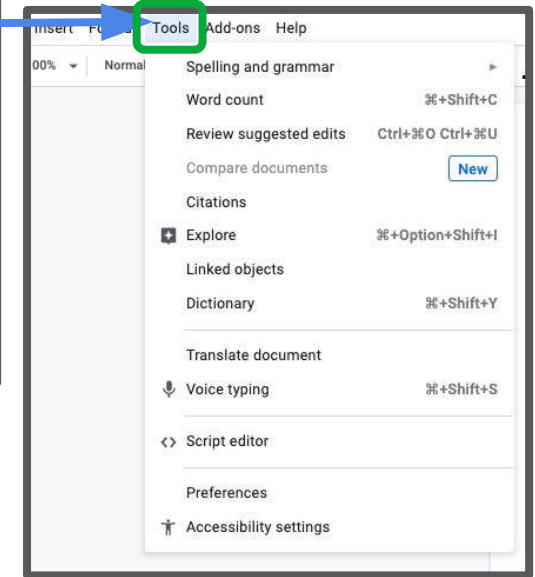 Insert Tools Add-ons Help
00% Normal
Spelling and grammar
Word count ⌘+Shift+C
Review suggested edits Ctrl+⌘O Ctrl+⌘U
Compare documents New
Citations
Explore ⌘+Option+Shift+I
Linked objects
Dictionary ⌘+Shift+Y
Translate document
Voice typing ⌘+Shift+S
Script editor
Preferences
Accessibility settings